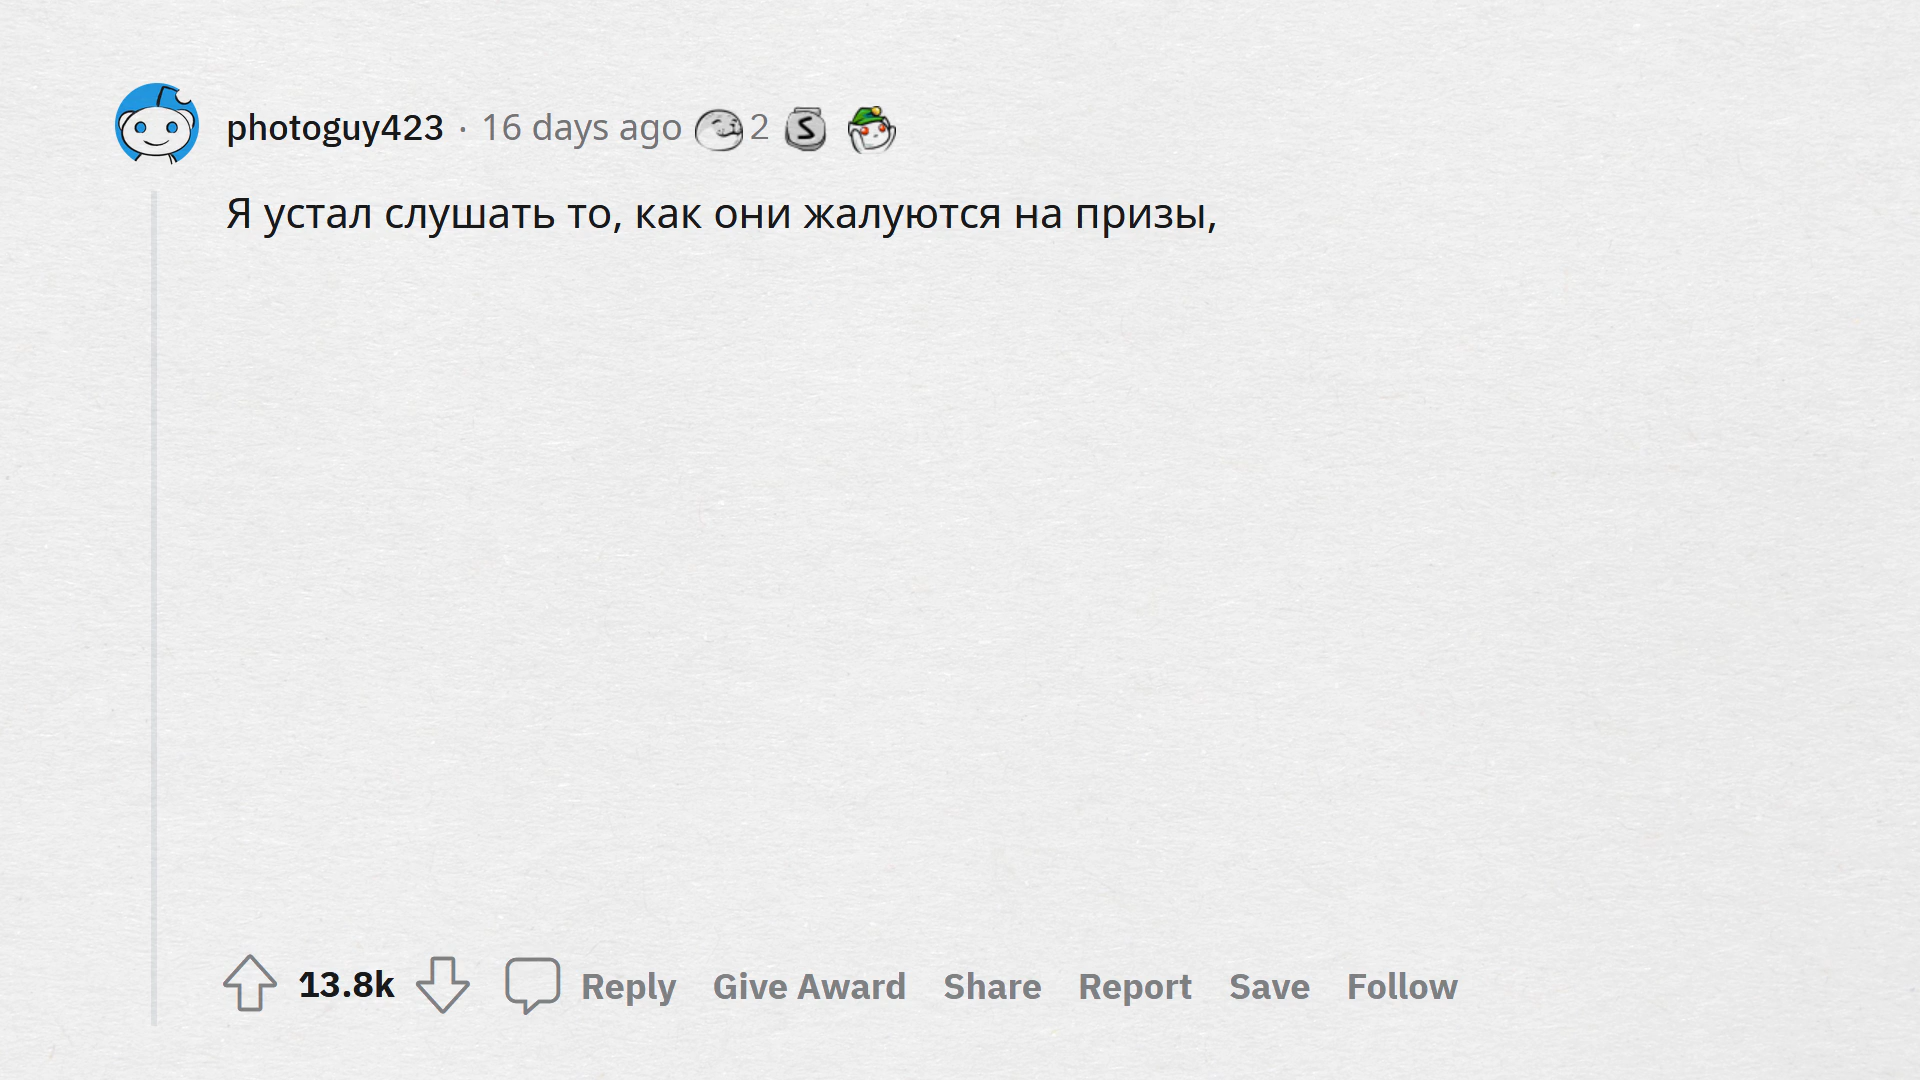 photoguy423 · 16 days ago 2
Я устал слушать то, как они жалуются на призы,
13.8k Reply Give Award Share Report Save Follow